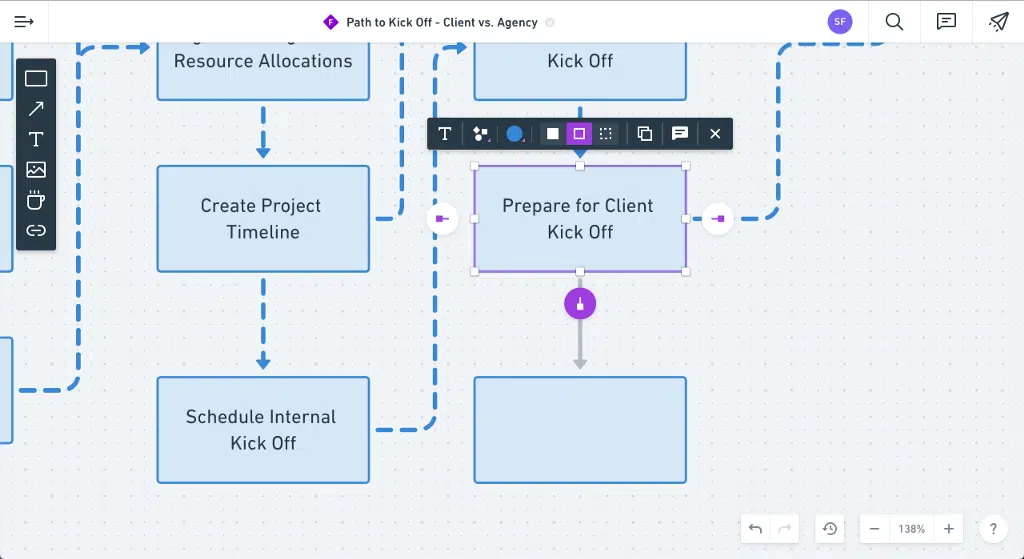 F
Path to Kick Off - Client vs. Agency
SF
Resource Allocations
Kick Off
T
T
Create Project
Timeline
Prepare for Client
Kick Off
Schedule Internal
Kick Off
138%
?